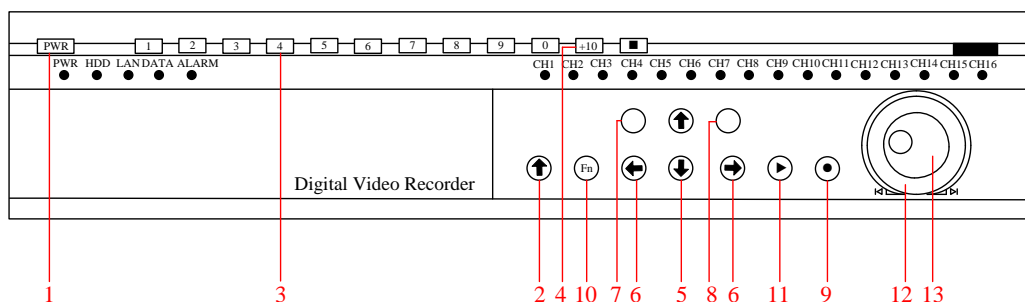 PWR 1 2 3 4 5 6 7 8 9 0 +10
PWR HDD LAN DATA ALARM CH1 CH2 CH3 CH4 CH5 CH6 CH7 CH8 CH9 CH10 CH11 CH12 CH13 CH14 CH15 CH16
Fn
Digital Video Recorder
1 3 2 4 10 7 6 5 8 6 11 9 12 13